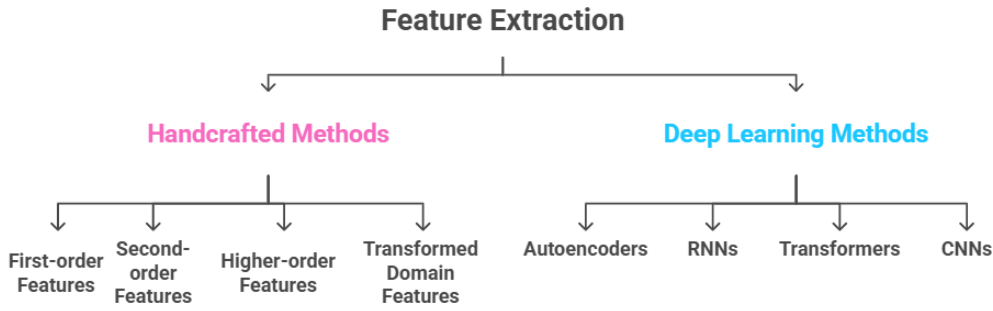 Feature Extraction
Handcrafted Methods
Deep Learning Methods
First-order
Features
Second-
order
Features
Higher-order
Features
Transformed
Domain
Features
Autoencoders
RNNs
Transformers
CNNs